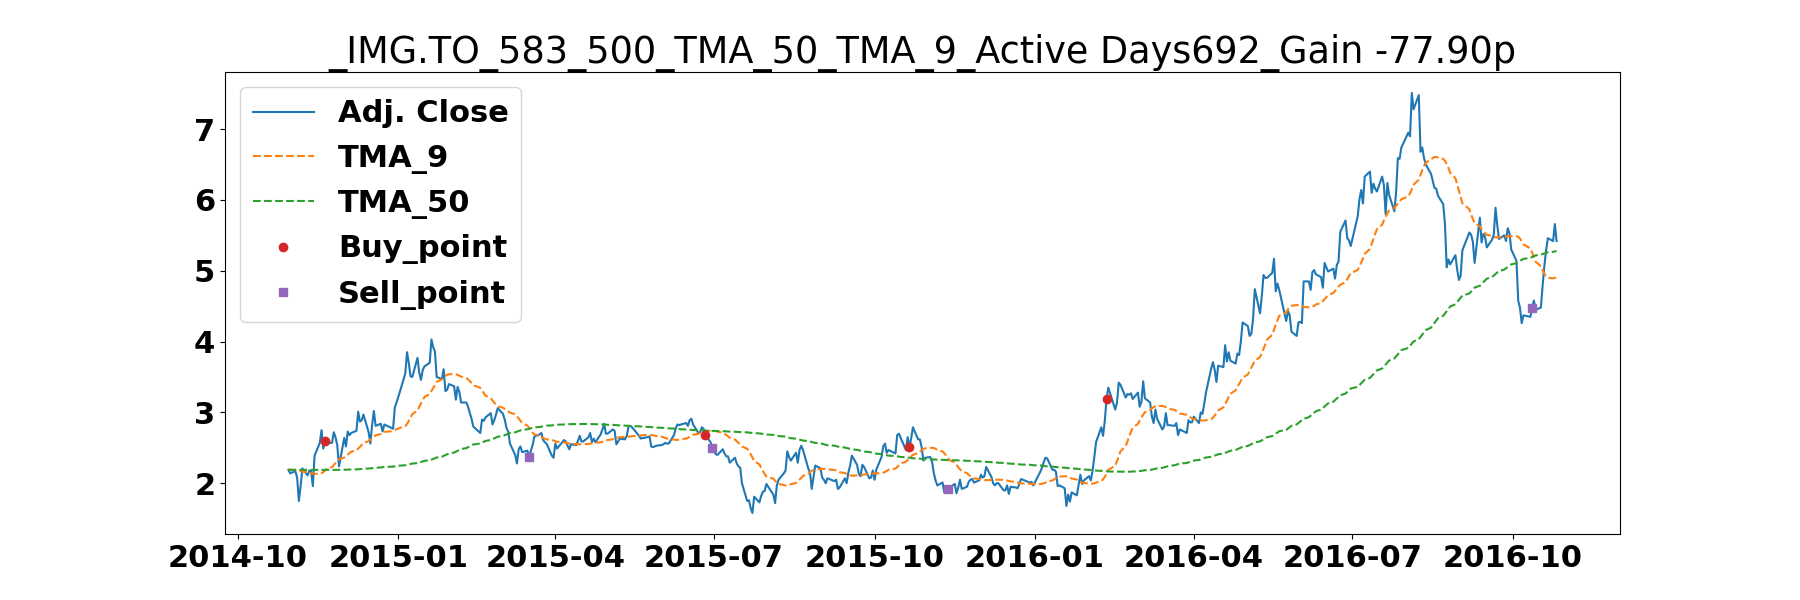 _IMG.TO_583_500_TMA_50_TMA_9_Active Days692_Gain -77.90p
Adj. Close
TMA_9
TMA_50
Buy_point
Sell_point
7
6
5
4
3
2
2014-10 2015-01 2015-04 2015-07 2015-10 2016-01 2016-04 2016-07 2016-10